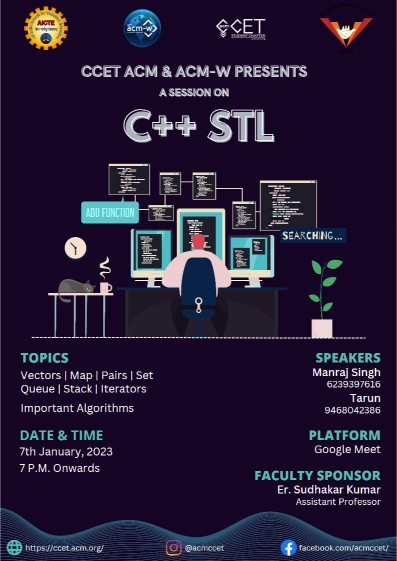 AICTE
acm-w
CCET
STUDENT CHAPTER
CCET ACM & ACM-W PRESENTS
A SESSION ON
C++ STL
ADD FUNCTION
SEARCHING...
TOPICS
Vectors | Map | Pairs | Set
Queue | Stack | Iterators
Important Algorithms
DATE & TIME
7th January, 2023
7 P.M. Onwards
SPEAKERS
Manraj Singh
6239397616
Tarun
9468042386
PLATFORM
Google Meet
FACULTY SPONSOR
Er. Sudhakar Kumar
Assistant Professor
https://ccet.acm.org/
@acmccet
facebook.com/acmccet/